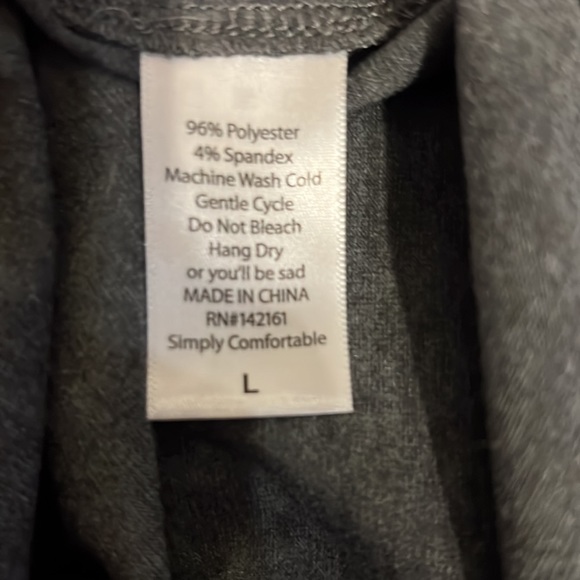 96% Polyester
4% Spandex
Machine Wash Cold
Gentle Cycle
Do Not Bleach
Hang Dry
or you'll be sad
MADE IN CHINA
RN#142161
Simply Comfortable
L